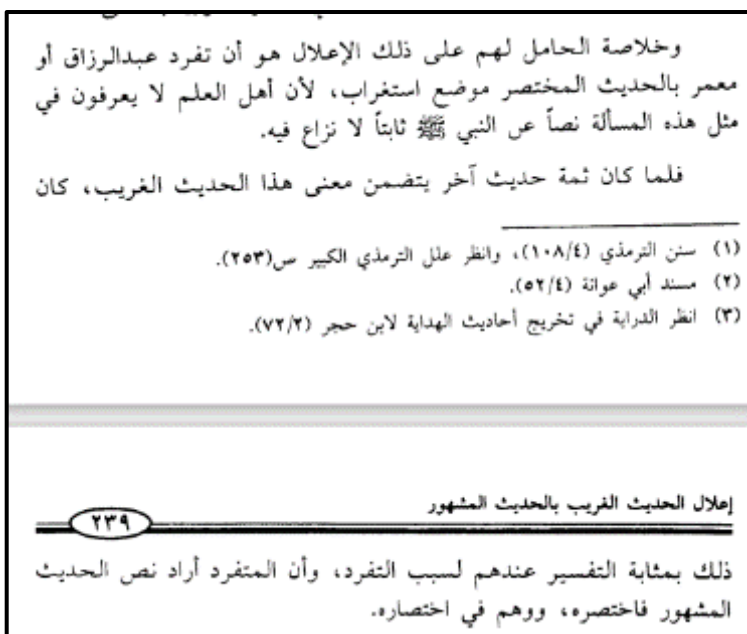 وخلاصة الحامل لهم على ذلك الإعلال هو أن تفرد عبدالرزاق أو
معمر بالحديث المختصر موضع استغراب، لأن أهل العلم لا يعرفون في
مثل هذه المسألة نصاً عن النبي ﷺ ثابتاً لا نزاع فيه.
فلما كان ثمة حديث آخر يتضمن معنى هذا الحديث الغريب، كان
(١) سنن الترمذي (١٠٨/٤)، وانظر علل الترمذي الكبير ص(٢٥٣).
(٢) مسند أبي عوانة (٥٢/٤).
(٣) انظر الدراية في تخريج أحاديث الهداية لابن حجر (٧٢/٢).
إعلال الحديث الغريب بالحديث المشهور
٢٣٩
ذلك بمثابة التفسير عندهم لسبب التفرد، وأن المتفرد أراد نص الحديث
المشهور فاختصره، ووهم في اختصاره.